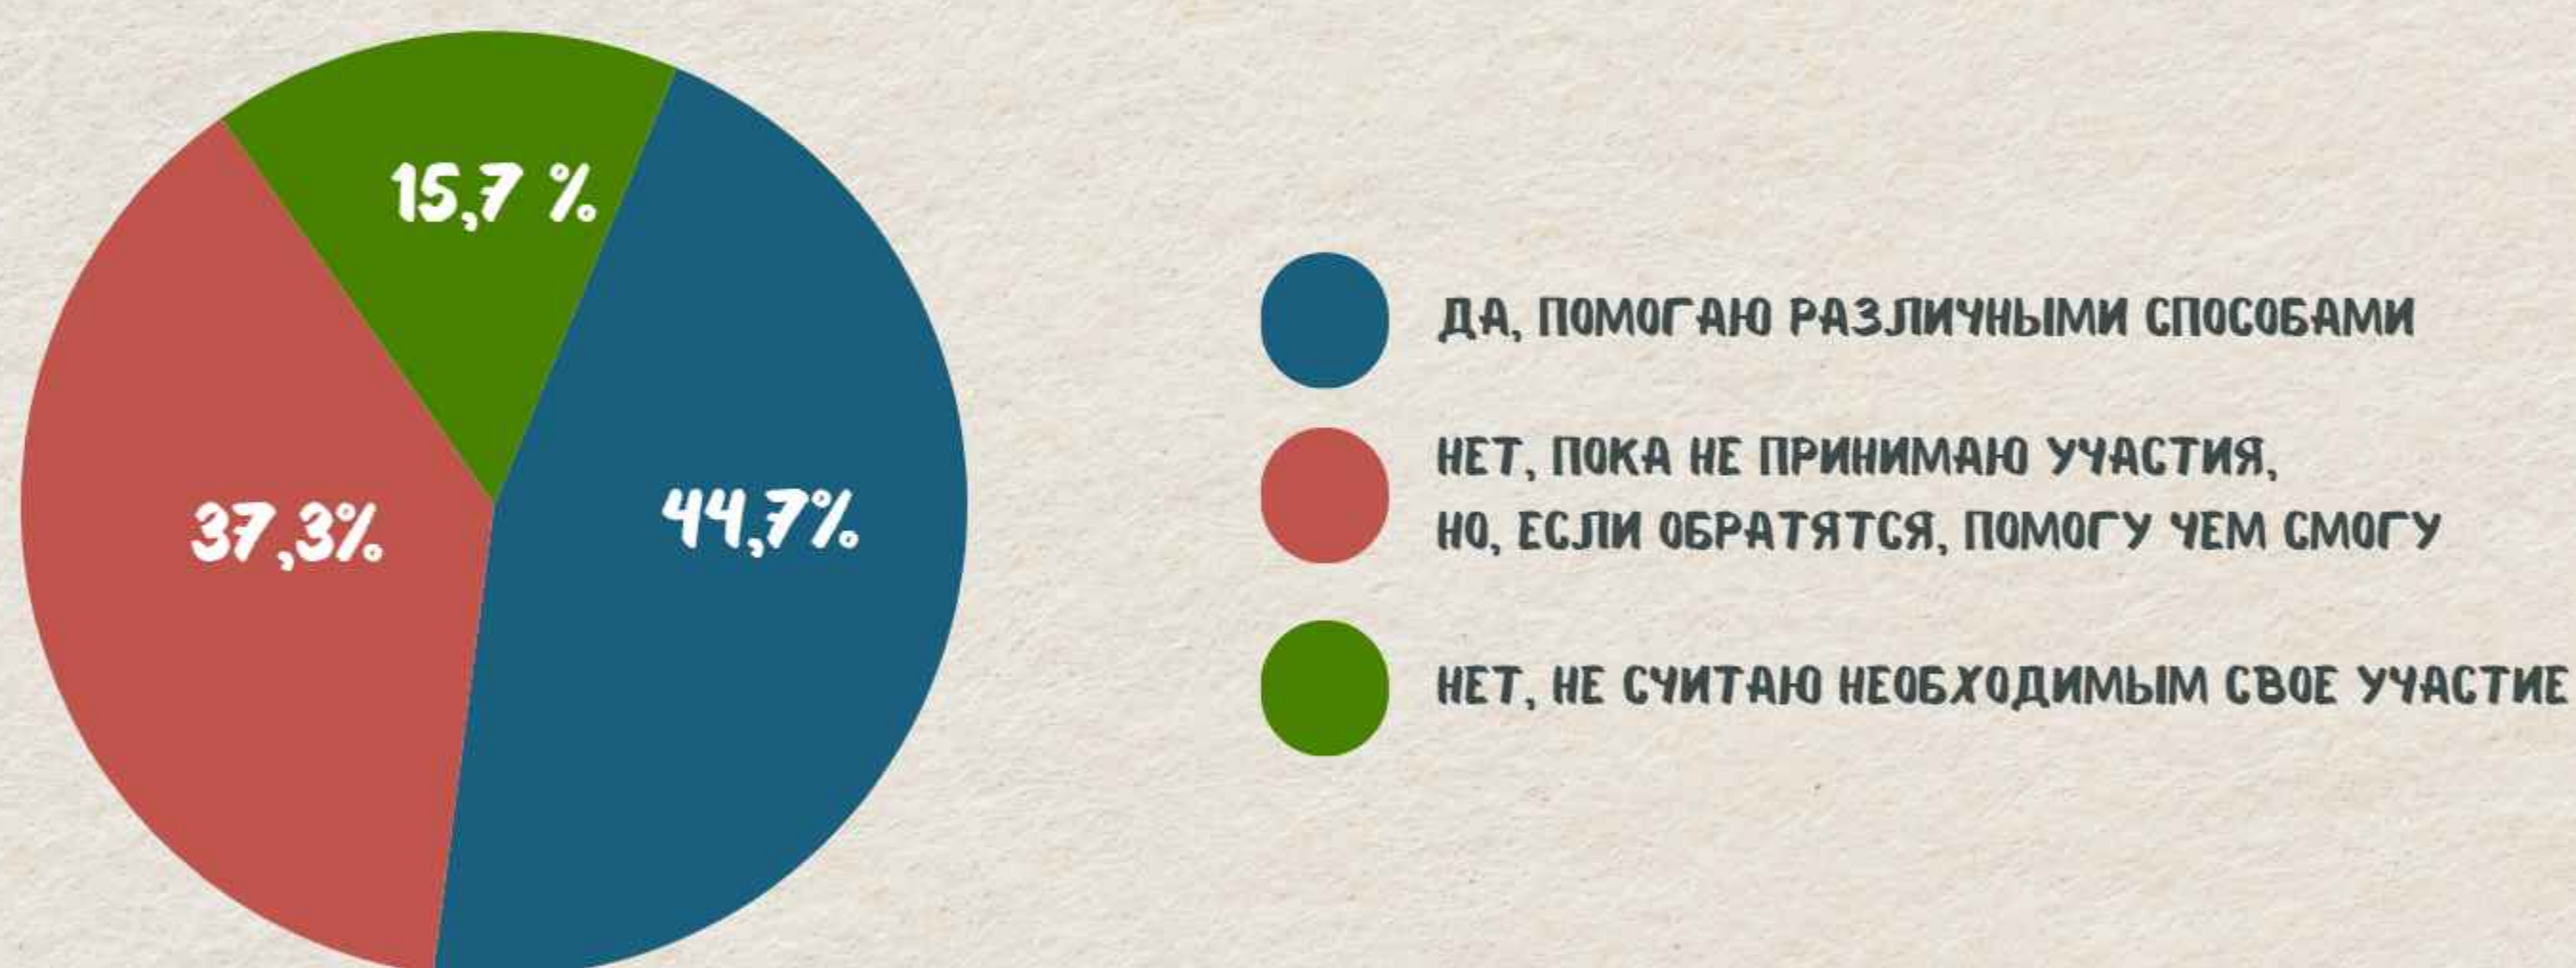 15,7 %
37,3%
44,7%
ДА, ПОМОГАЮ РАЗЛИЧНЫМИ СПОСОБАМИ
НЕТ, ПОКА НЕ ПРИНИМАЮ УЧАСТИЯ,
НО, ЕСЛИ ОБРАТЯТСЯ, ПОМОГУ ЧЕМ СМОГУ
НЕТ, НЕ СЧИТАЮ НЕОБХОДИМЫМ СВОЕ УЧАСТИЕ